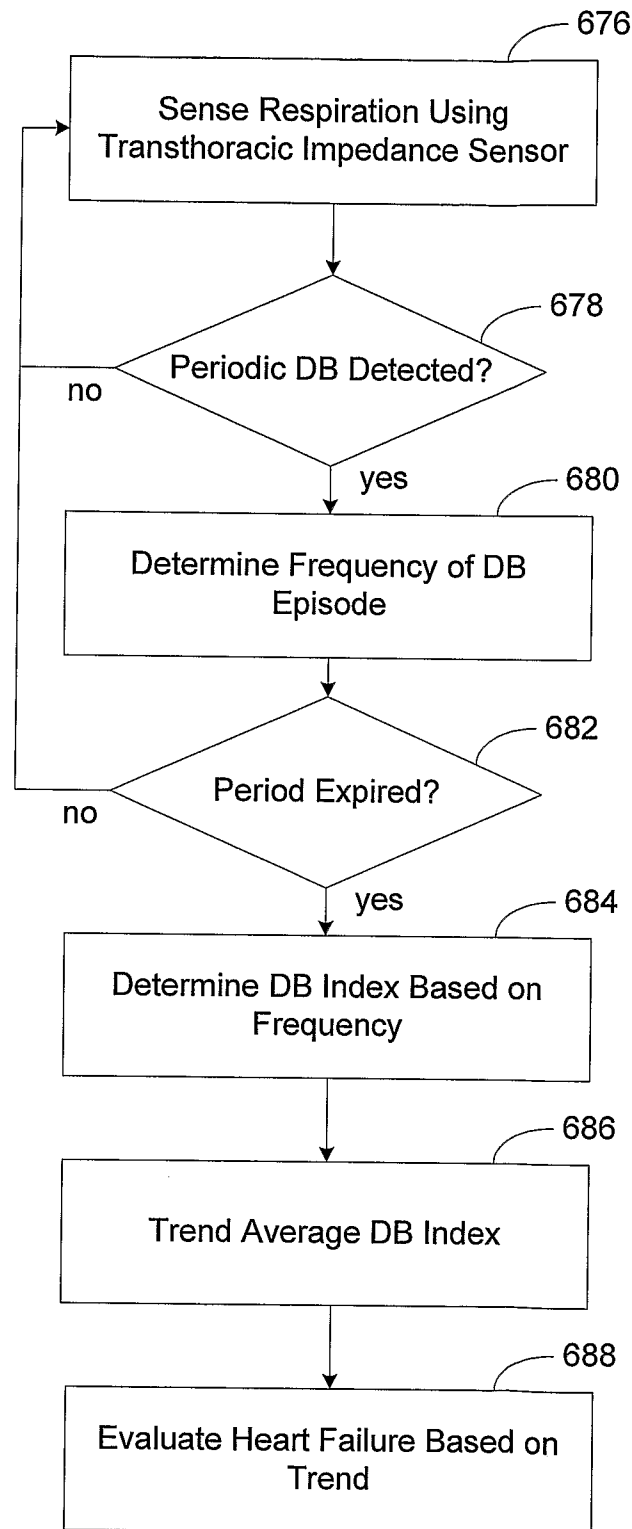 676
Sense Respiration Using
Transthoracic Impedance Sensor
678
Periodic DB Detected?
no
yes
680
Determine Frequency of DB
Episode
682
Period Expired?
no
yes
684
Determine DB Index Based on
Frequency
686
Trend Average DB Index
688
Evaluate Heart Failure Based on
Trend